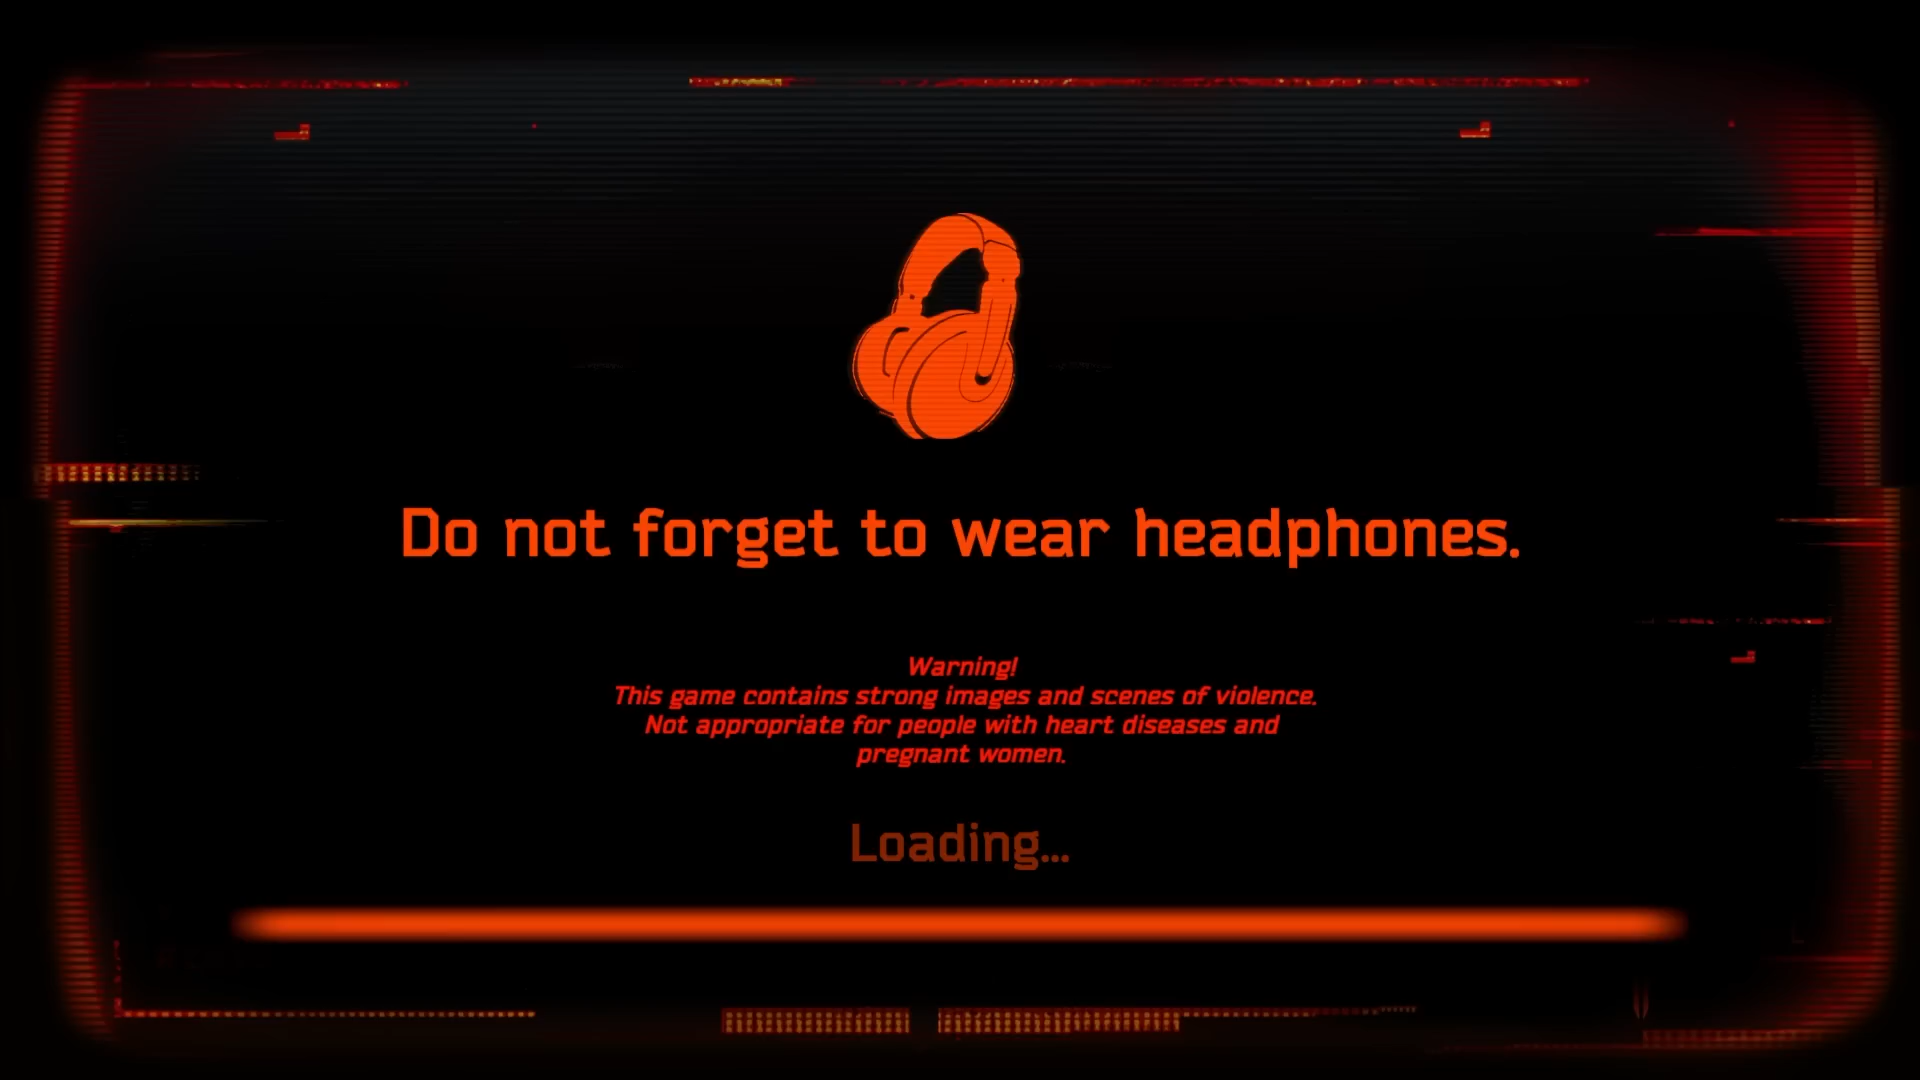 Do not forget to wear headphones.
Warning!
This game contains strong images and scenes of violence.
Not appropriate for people with heart diseases and
pregnant women.
Loading...